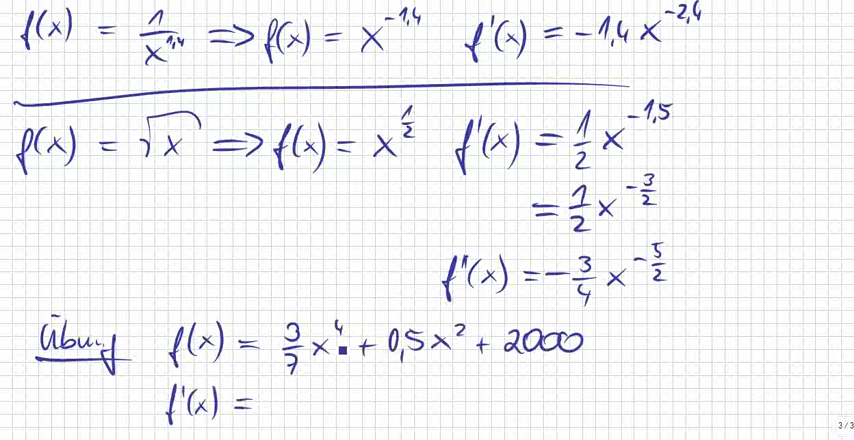 f(x) = 1/x^1,4 => f(x) = x^-1,4 f'(x) = -1,4x^-2,4
f(x) = √x => f(x) = x^1/2 f'(x) = 1/2 x^-1,5
= 1/2 x^-3/2
f''(x) = -3/4 x^-5/2
Übung f(x) = 3/7 x^4 + 0,5x^2 + 2000
f'(x) =
3/3